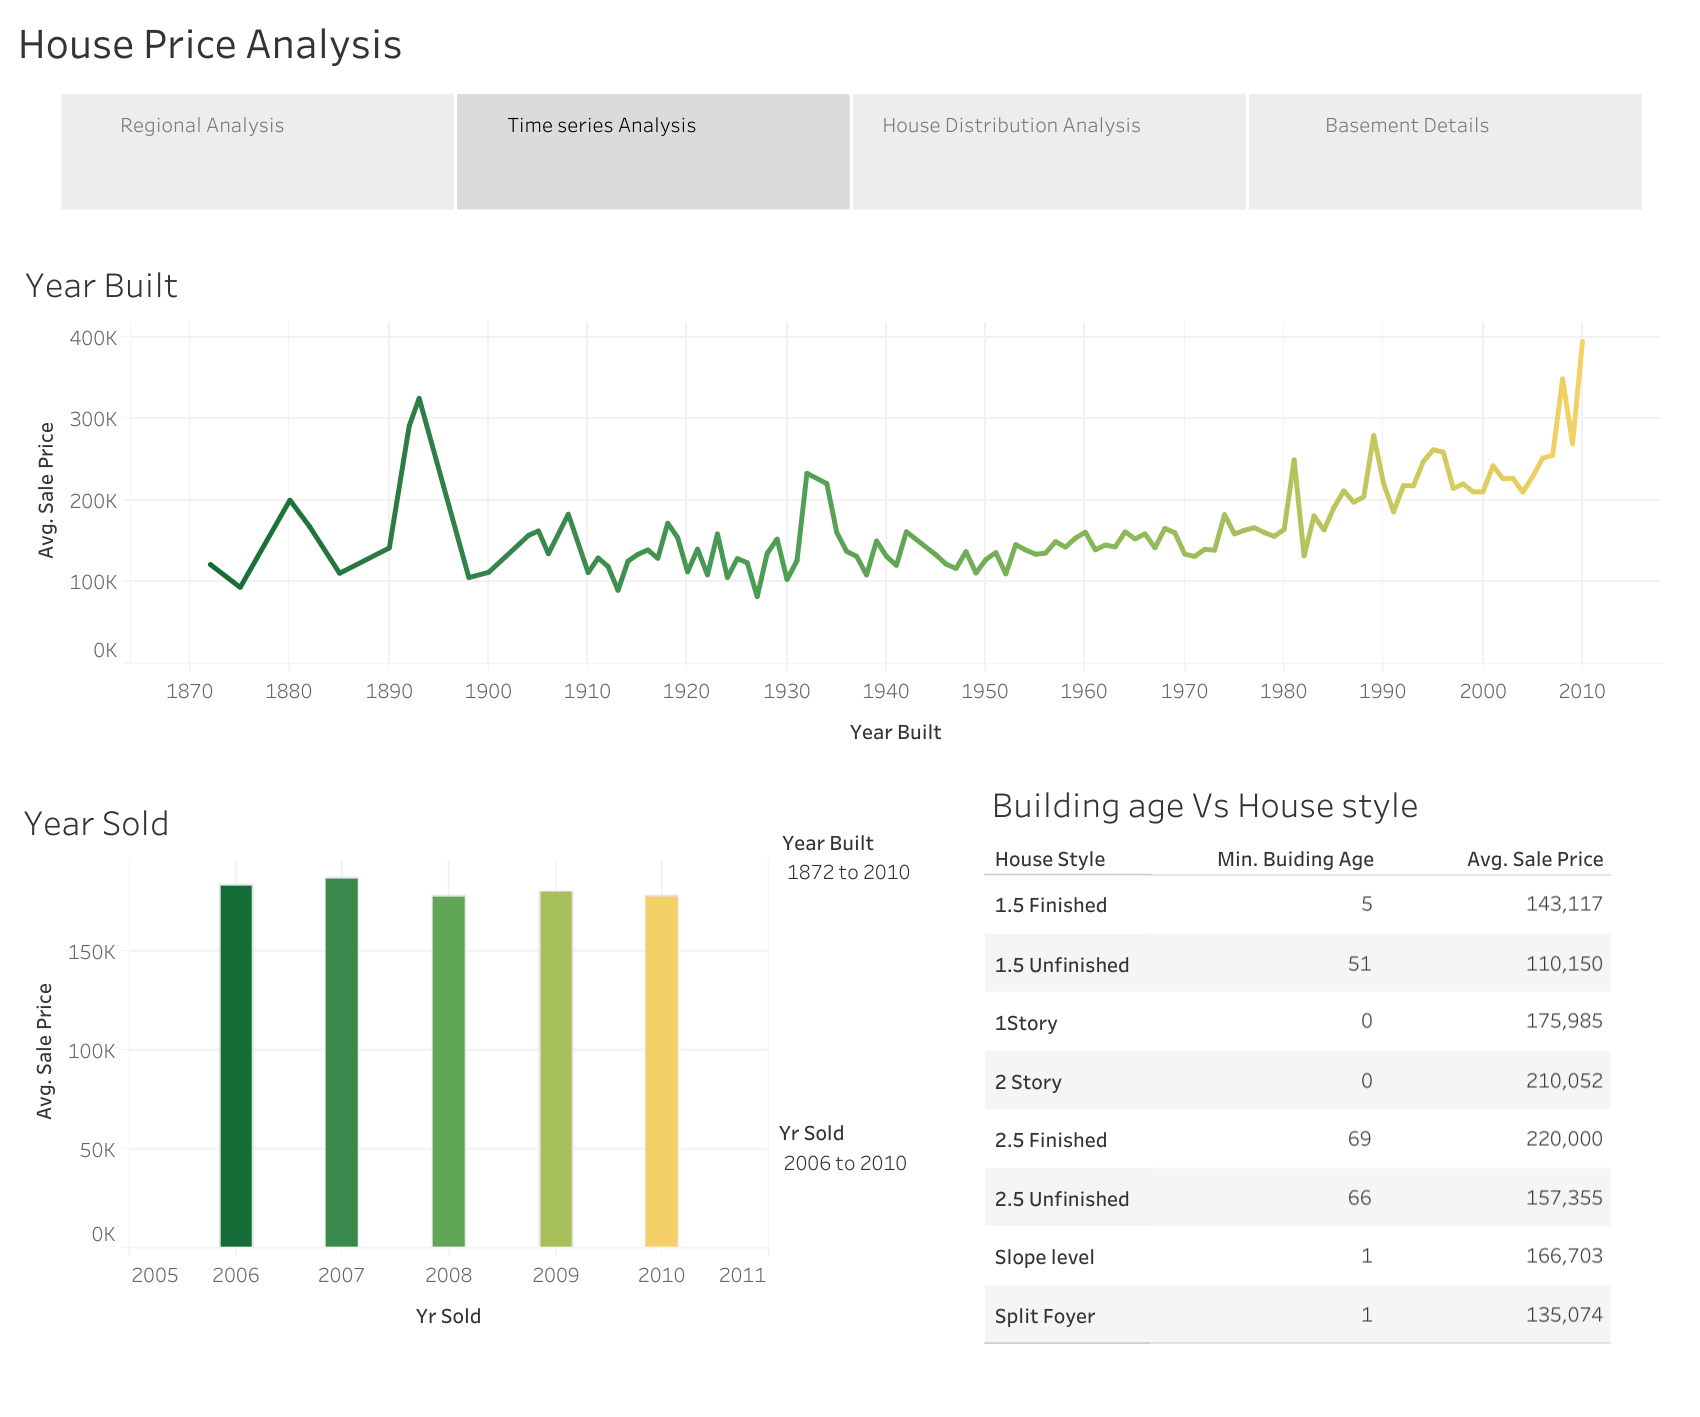 House Price Analysis
Regional Analysis
Time series Analysis
House Distribution Analysis
Basement Details
Year Built
400K
300K
200K
100K
0K
Avg. Sale Price
1870 1880 1890 1900 1910 1920 1930 1940 1950 1960 1970 1980 1990 2000 2010
Year Built
Year Sold
150K
100K
50K
0K
Avg. Sale Price
2005 2006 2007 2008 2009 2010 2011
Yr Sold
Year Built
1872 to 2010
Yr Sold
2006 to 2010
Building age Vs House style
House Style Min. Buiding Age Avg. Sale Price
1.5 Finished 5 143,117
1.5 Unfinished 51 110,150
1Story 0 175,985
2 Story 0 210,052
2.5 Finished 69 220,000
2.5 Unfinished 66 157,355
Slope level 1 166,703
Split Foyer 1 135,074